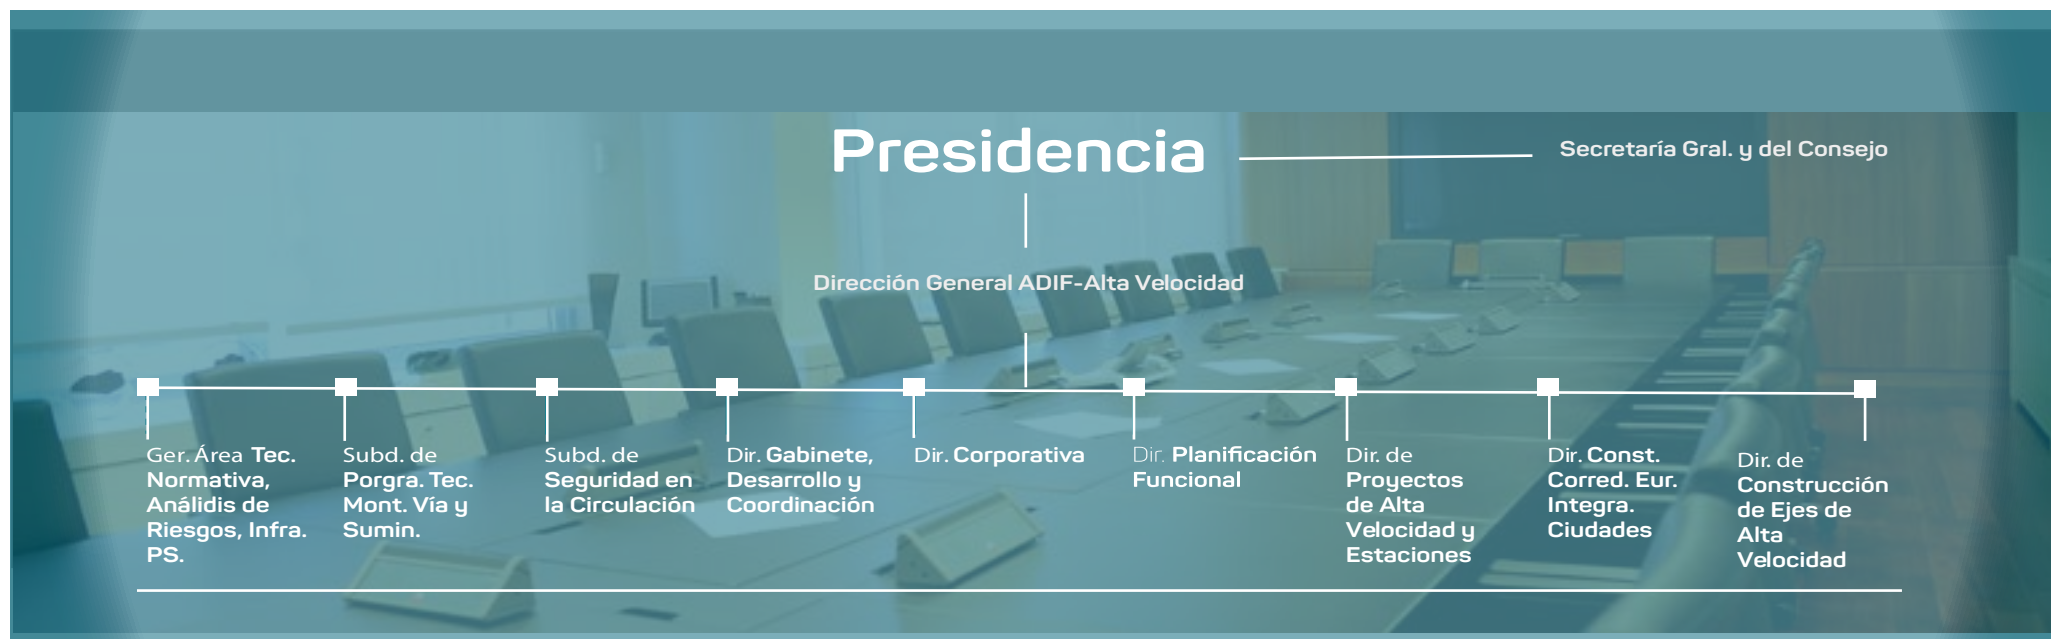 Presidencia
Secretaría Gral. y del Consejo
Dirección General ADIF-Alta Velocidad
Ger. Área Tec.
Normativa,
Análidis de
Riesgos, Infra.
PS.
Subd. de
Porgra. Tec.
Mont. Vía y
Sumin.
Subd. de
Seguridad en
la Circulación
Dir. Gabinete,
Desarrollo y
Coordinación
Dir. Corporativa
Dir. Planificación
Funcional
Dir. de
Proyectos
de Alta
Velocidad y
Estaciones
Dir. Const.
Corred. Eur.
Integra.
Ciudades
Dir. de
Construcción
de Ejes de
Alta
Velocidad